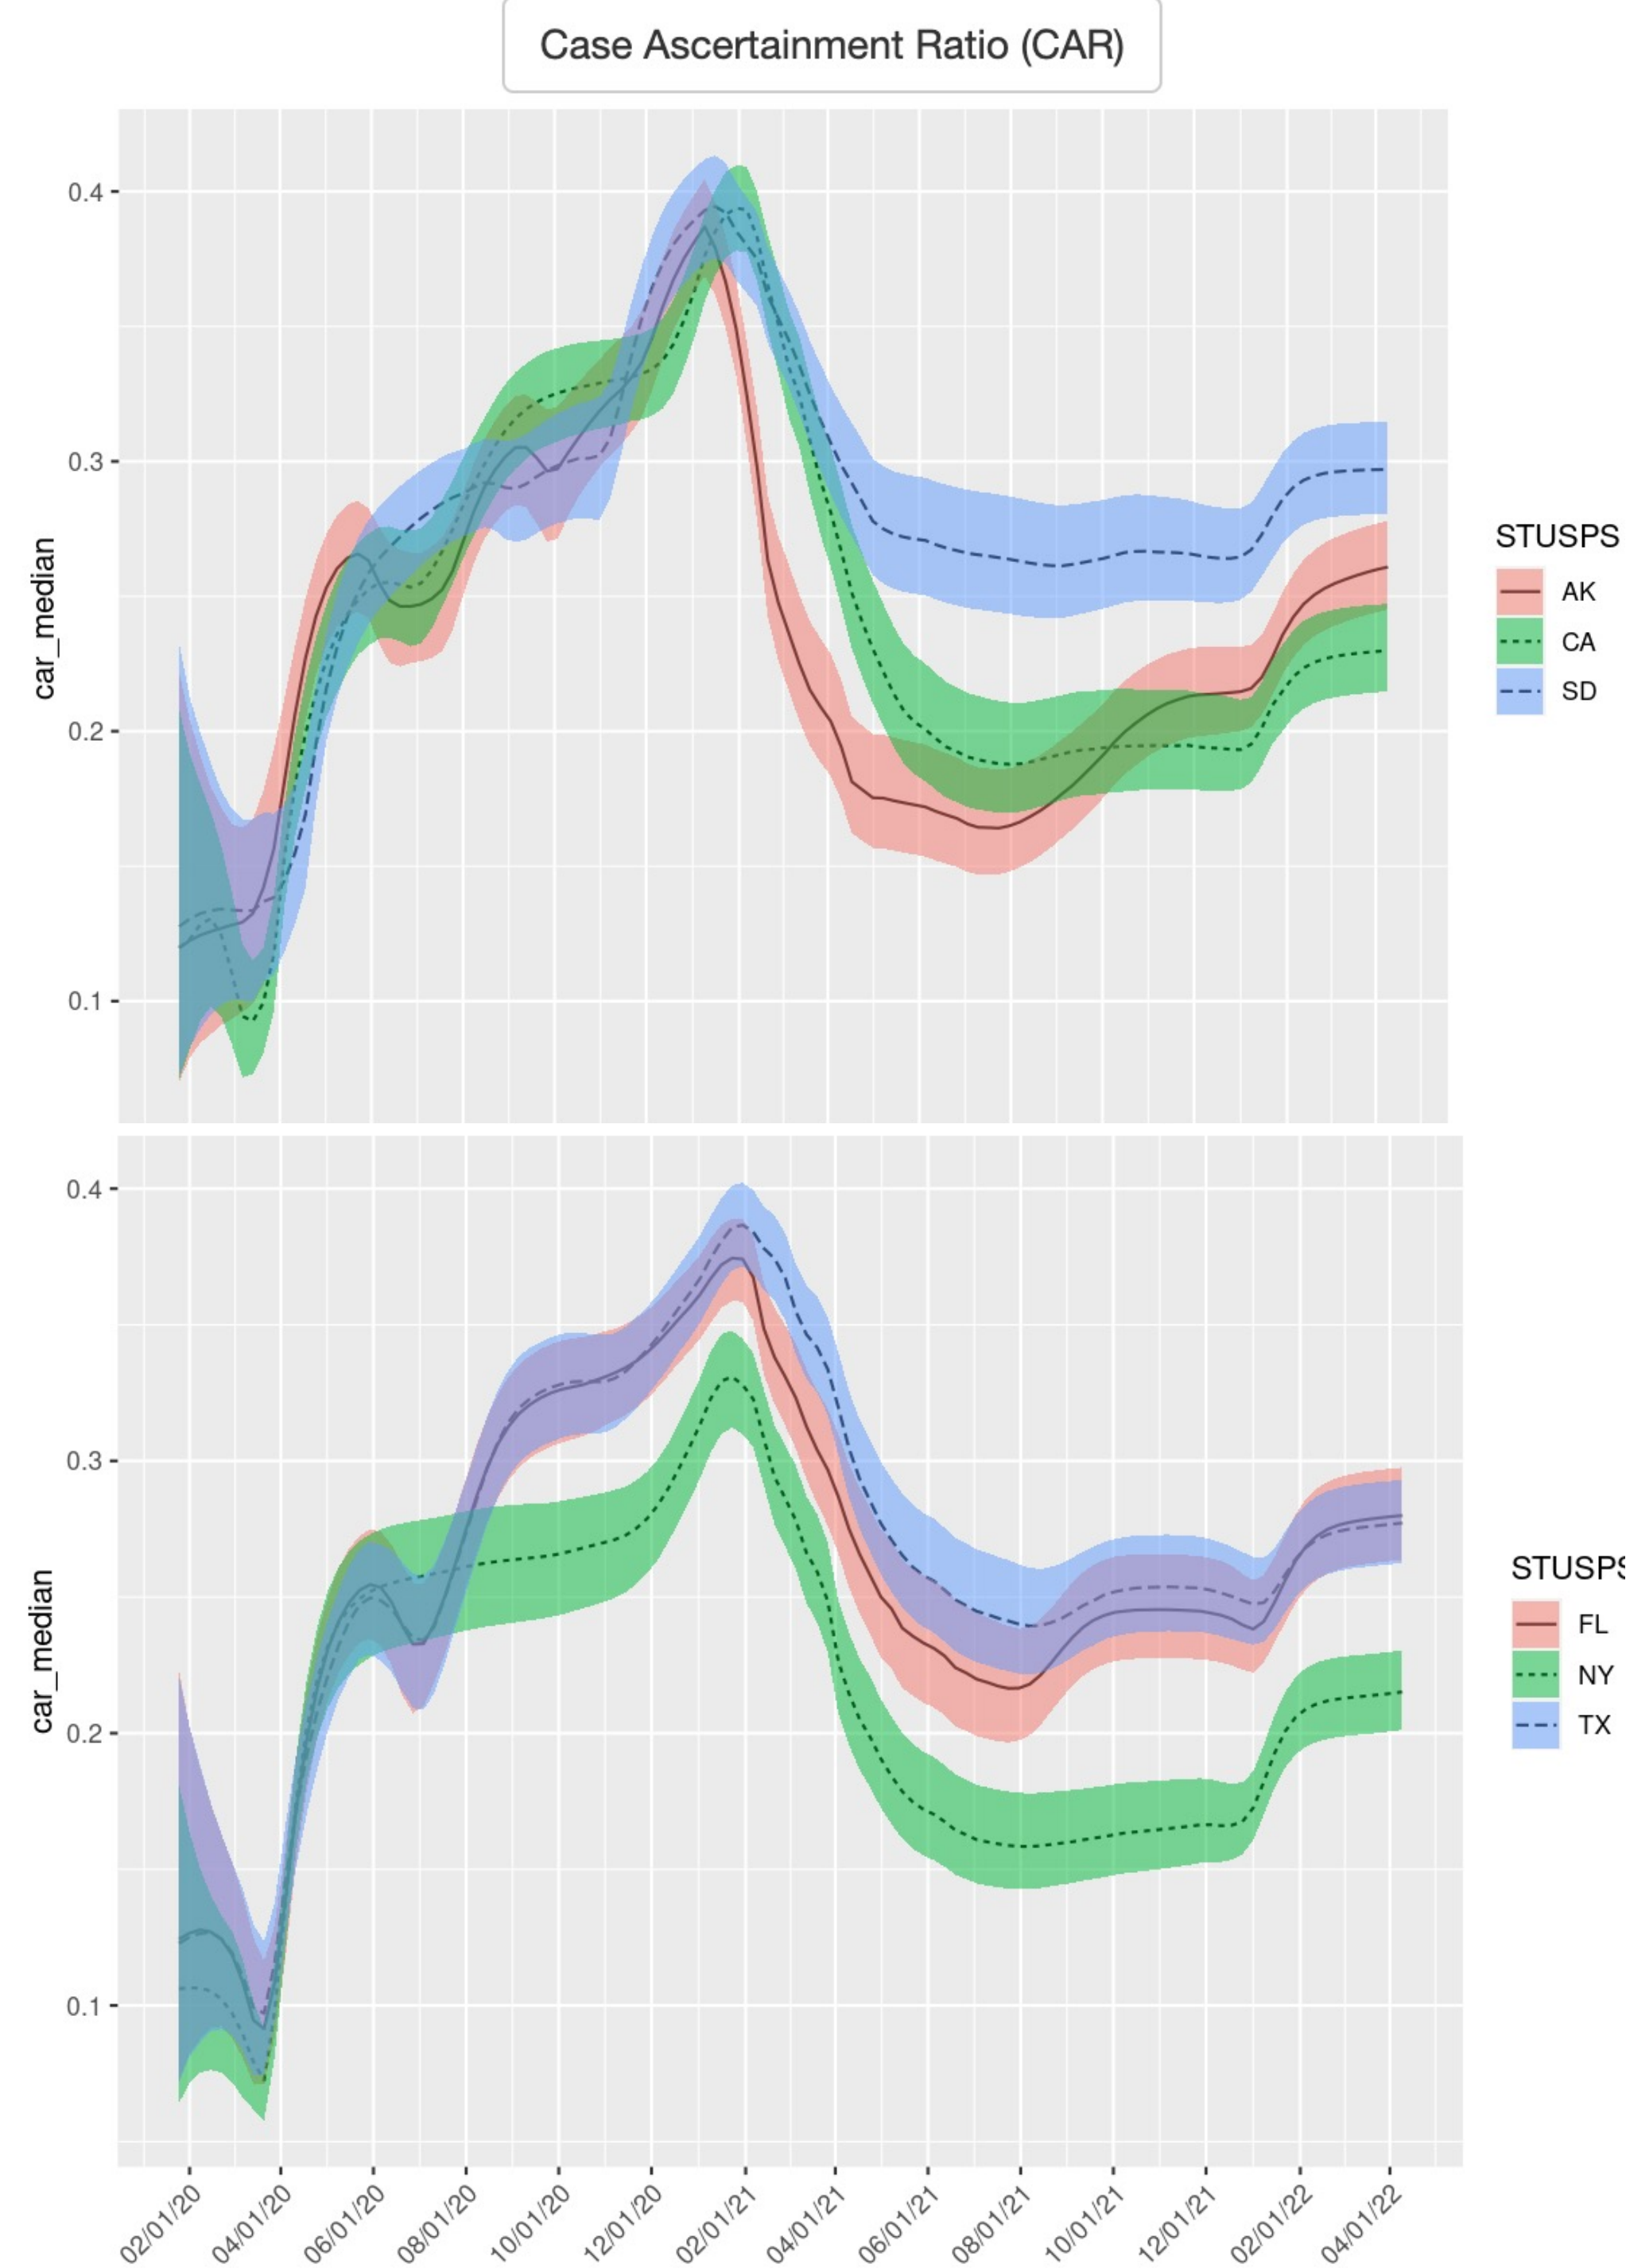 Case Ascertainment Ratio (CAR)
0.4
0.3
0.2
0.1
car_median
STUSPS
AK
CA
SD
0.4
0.3
0.2
0.1
car_median
STUSPS
FL
NY
TX
02/01/20
04/01/20
06/01/20
08/01/20
10/01/20
12/01/20
02/01/21
04/01/21
06/01/21
08/01/21
10/01/21
12/01/21
02/01/22
04/01/22